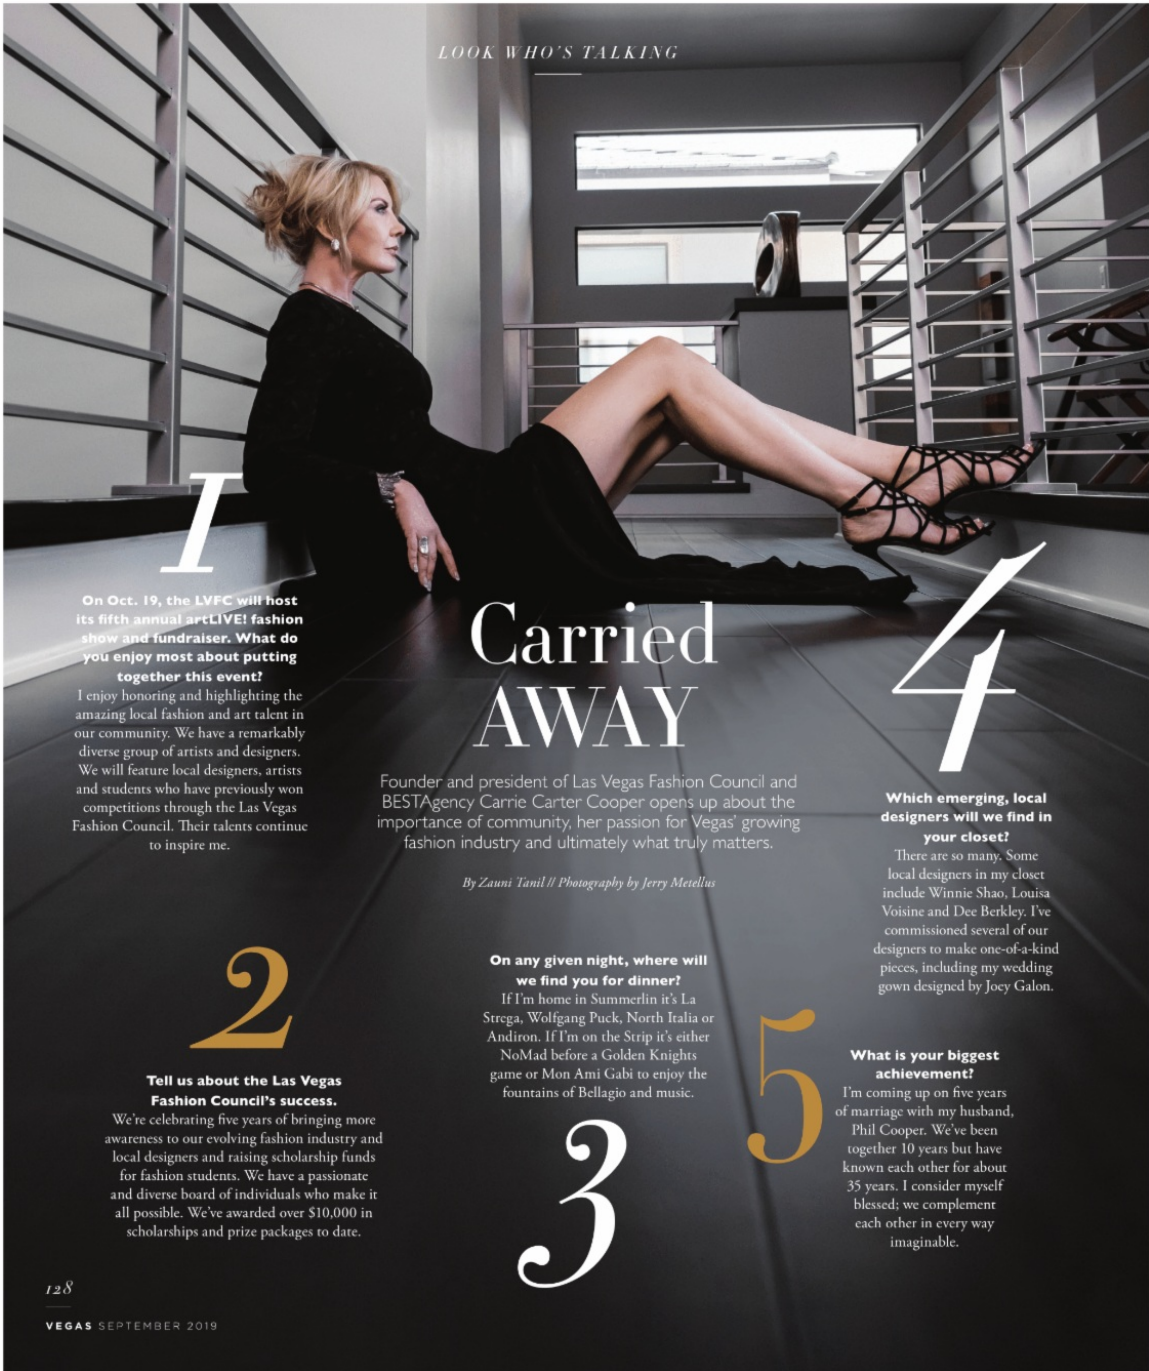 LOOK WHO'S TALKING
1
On Oct. 19, the LVFC will host
its fifth annual artLIVE! fashion
show and fundraiser. What do
you enjoy most about putting
together this event?
I enjoy honoring and highlighting the
amazing local fashion and art talent in
our community. We have a remarkably
diverse group of artists and designers.
We will feature local designers, artists
and students who have previously won
competitions through the Las Vegas
Fashion Council. Their talents continue
to inspire me.
Carried
AWAY
Founder and president of Las Vegas Fashion Council and
BESTAgency Carrie Carter Cooper opens up about the
importance of community, her passion for Vegas' growing
fashion industry and ultimately what truly matters.
By Zauni Tanil // Photography by Jerry Metellus
2
Tell us about the Las Vegas
Fashion Council's success.
We're celebrating five years of bringing more
awareness to our evolving fashion industry and
local designers and raising scholarship funds
for fashion students. We have a passionate
and diverse board of individuals who make it
all possible. We've awarded over $10,000 in
scholarships and prize packages to date.
On any given night, where will
we find you for dinner?
If I'm home in Summerlin it's La
Strega, Wolfgang Puck, North Italia or
Andiron. If I'm on the Strip it's either
NoMad before a Golden Knights
game or Mon Ami Gabi to enjoy the
fountains of Bellagio and music.
3
4
Which emerging, local
designers will we find in
your closet?
There are so many. Some
local designers in my closet
include Winnie Shao, Louisa
Voisine and Dee Berkley. I've
commissioned several of our
designers to make one-of-a-kind
pieces, including my wedding
gown designed by Joey Galon.
5
What is your biggest
achievement?
I'm coming up on five years
of marriage with my husband,
Phil Cooper. We've been
together 10 years but have
known each other for about
35 years. I consider myself
blessed; we complement
each other in every way
imaginable.
128
VEGAS SEPTEMBER 2019